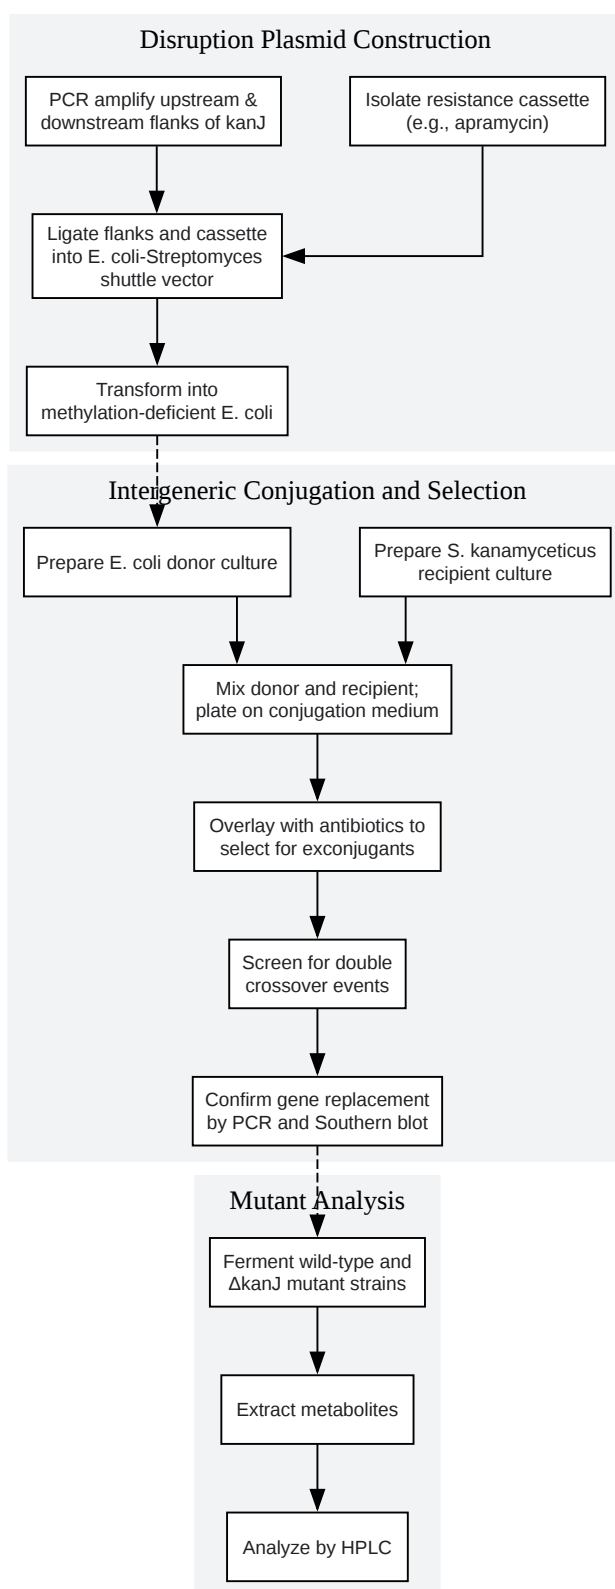 Disruption Plasmid Construction
PCR amplify upstream &
downstream flanks of kanJ
Isolate resistance cassette
(e.g., apramycin)
Ligate flanks and cassette
into E. coli-Streptomyces
shuttle vector
Transform into
methylation-deficient E. coli
Intergeneric Conjugation and Selection
Prepare E. coli donor culture
Prepare S. kanamyceticus
recipient culture
Mix donor and recipient;
plate on conjugation medium
Overlay with antibiotics to
select for exconjugants
Screen for double
crossover events
Confirm gene replacement
by PCR and Southern blot
Mutant Analysis
Ferment wild-type and
ΔkanJ mutant strains
Extract metabolites
Analyze by HPLC